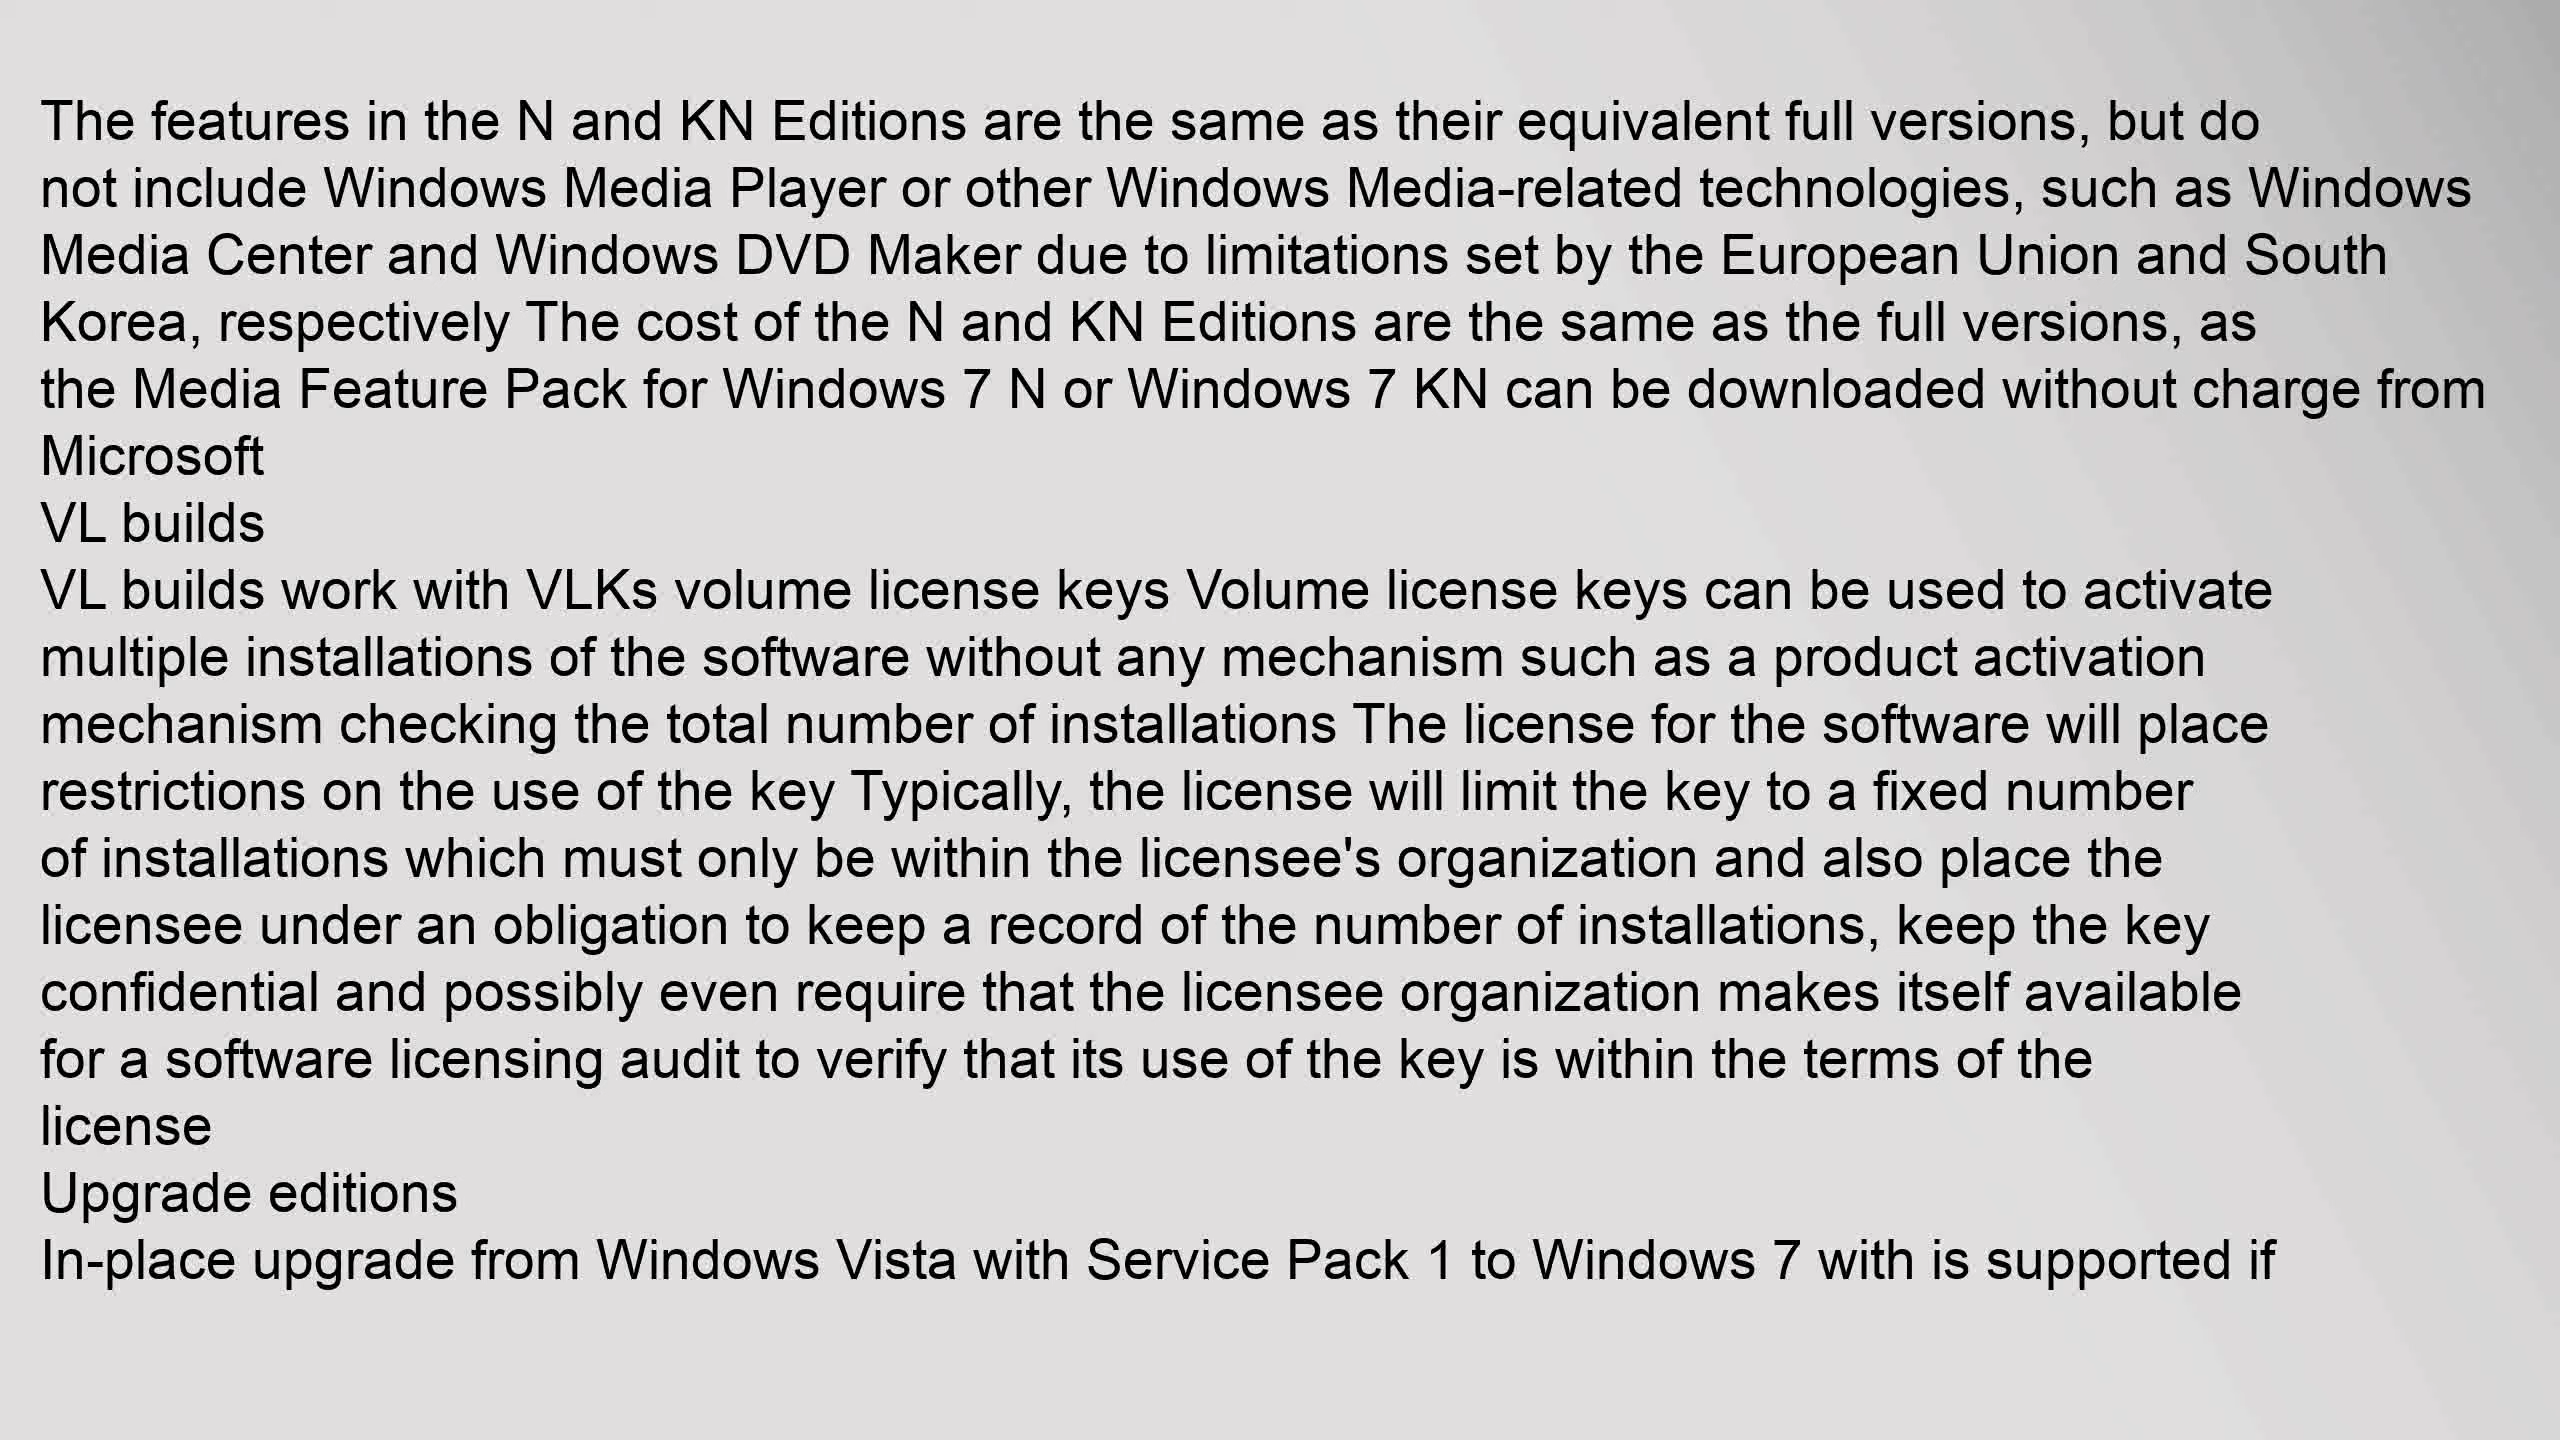 The features in the N and KN Editions are the same as their equivalent full versions, but do
not include Windows Media Player or other Windows Media-related technologies, such as Windows
Media Center and Windows DVD Maker due to limitations set by the European Union and South
Korea, respectively The cost of the N and KN Editions are the same as the full versions, as
the Media Feature Pack for Windows 7 N or Windows 7 KN can be downloaded without charge from
Microsoft
VL builds
VL builds work with VLKs volume license keys Volume license keys can be used to activate
multiple installations of the software without any mechanism such as a product activation
mechanism checking the total number of installations The license for the software will place
restrictions on the use of the key Typically, the license will limit the key to a fixed number
of installations which must only be within the licensee's organization and also place the
licensee under an obligation to keep a record of the number of installations, keep the key
confidential and possibly even require that the licensee organization makes itself available
for a software licensing audit to verify that its use of the key is within the terms of the
license
Upgrade editions
In-place upgrade from Windows Vista with Service Pack 1 to Windows 7 with is supported if